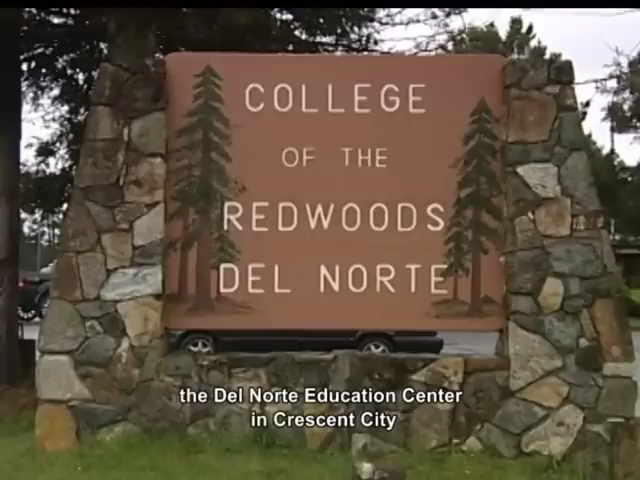 COLLEGE
OF THE
REDWOODS
DEL NORTE
the Del Norte Education Center
in Crescent City